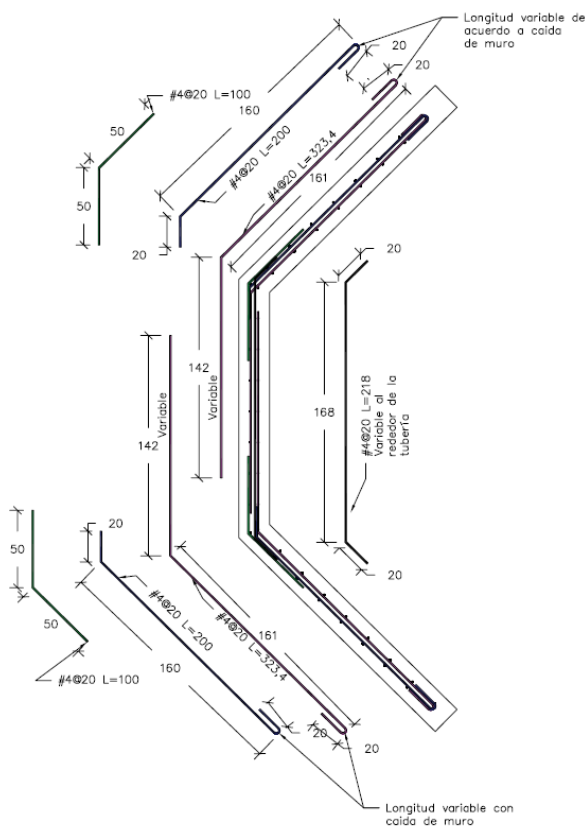 Longitud variable de
acuerdo a caida
de muro
20
20
#4@20 L=100
160
50
#4@20 L=200
#4@20 L=323,4
161
50
20
20
142
Variable
142
Variable
168
#4@20 L=218
Variable al
rededor de la
tubería
20
50
20
#4@20 L=200
50
#4@20 L=323,4
161
160
#4@20 L=100
20
20
Longitud variable con
caida de muro